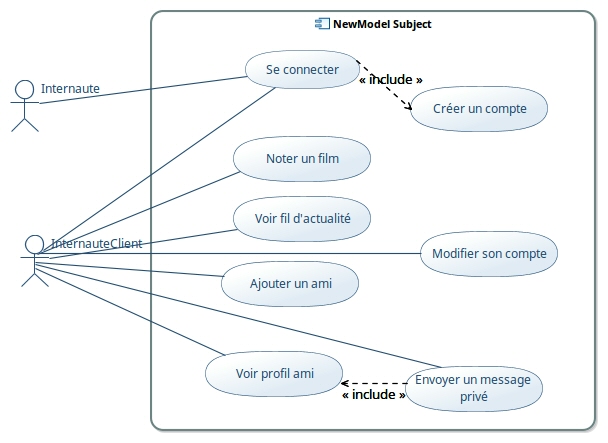 NewModel Subject
Internaute
Se connecter
« include »
Créer un compte
Noter un film
Voir fil d'actualité
InternauteClient
Modifier son compte
Ajouter un ami
Voir profil ami
« include »
Envoyer un message
privé